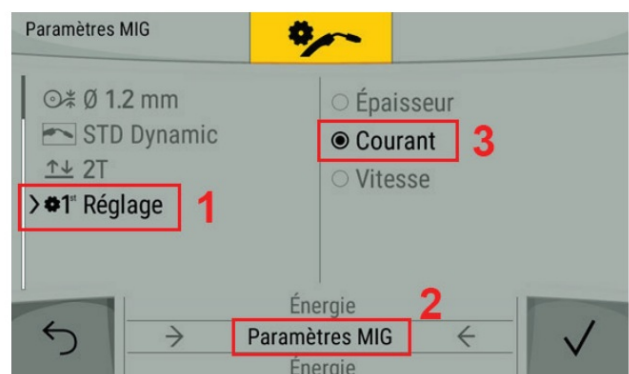 Paramètres MIG
Ø 1.2 mm
STD Dynamic
2T
1st Réglage
1
Épaisseur
Courant
3
Vitesse
Énergie
2
Paramètres MIG
Énergie